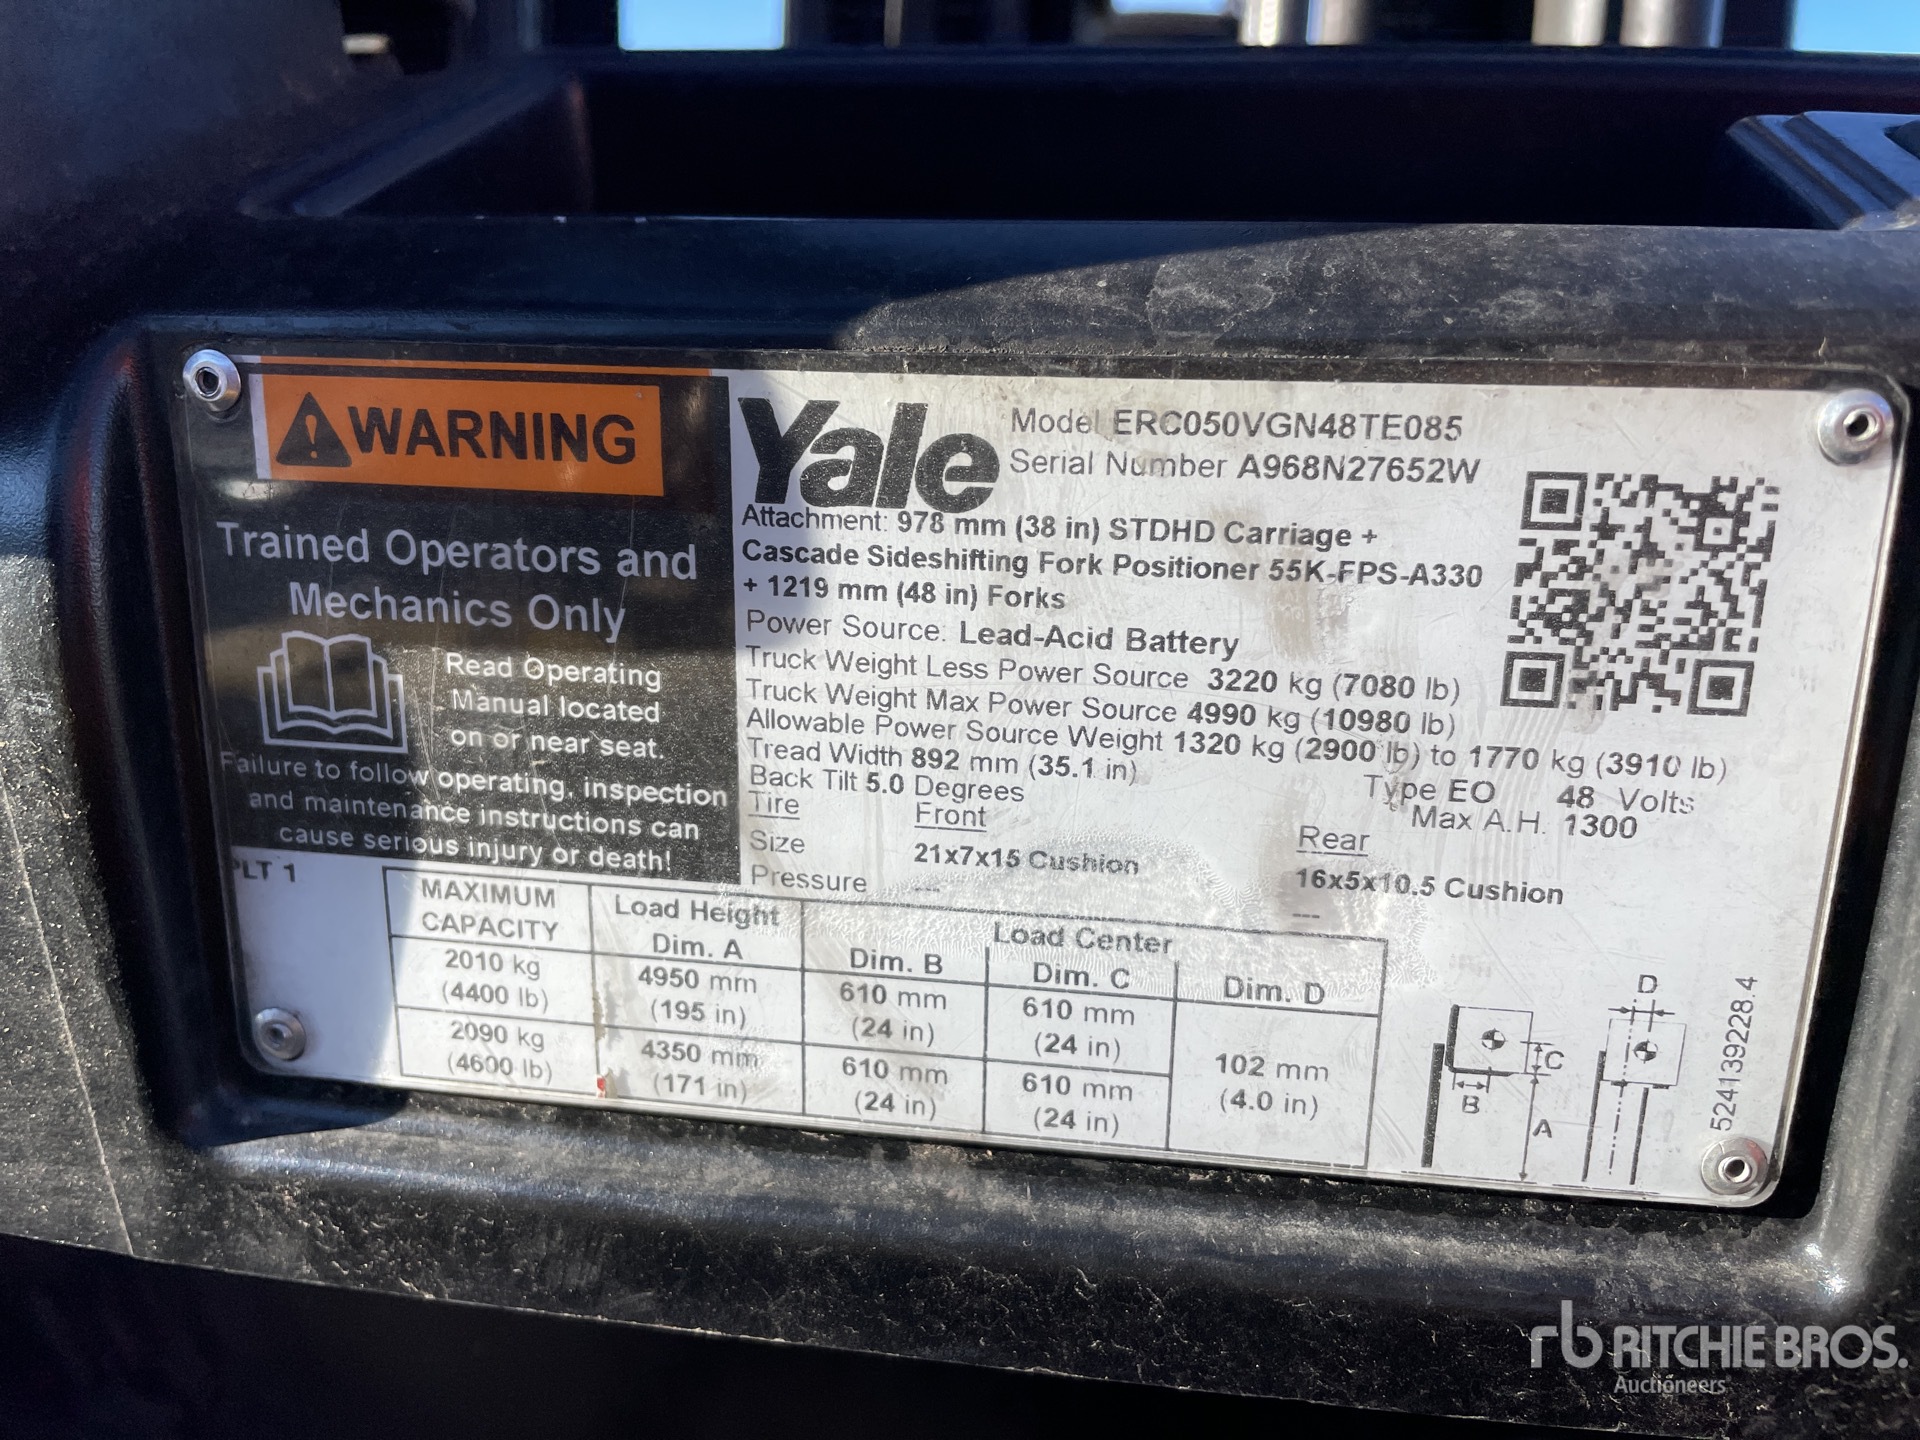 WARNING
Trained Operators and
Mechanics Only
Read Operating
Manual located
on or near seat.
Failure to follow operating, inspection
and maintenance instructions can
cause serious injury or death!
Yale
Model ERC050VGN48TE085
Serial Number A968N27652W
Attachment: 978 mm (38 in) STDHD Carriage +
Cascade Sideshifting Fork Positioner 55K-FPS-A330
+ 1219 mm (48 in) Forks
Power Source: Lead-Acid Battery
Truck Weight Less Power Source 3220 kg (7080 lb)
Truck Weight Max Power Source 4990 kg (10980 lb)
Allowable Power Source Weight 1320 kg (2900 lb) to 1770 kg (3910 lb)
Tread Width 892 mm (35.1 in)
Type EO 48 Volts
Back Tilt 5.0 Degrees
Max A.H. 1300
Tire Front Rear
Size 21x7x15 Cushion 16x5x10.5 Cushion
Pressure --- ---
PLT 1
MAXIMUM CAPACITY Load Height Dim. A Load Center
Dim. B Dim. C Dim. D
2010 kg 4950 mm 610 mm 610 mm
(4400 lb) (195 in) (24 in) (24 in)
2090 kg 4350 mm 610 mm 610 mm 102 mm
(4600 lb) (171 in) (24 in) (24 in) (4.0 in)
D
C
B
A
524139228.4
rb RITCHIE BROS.
Auctioneers